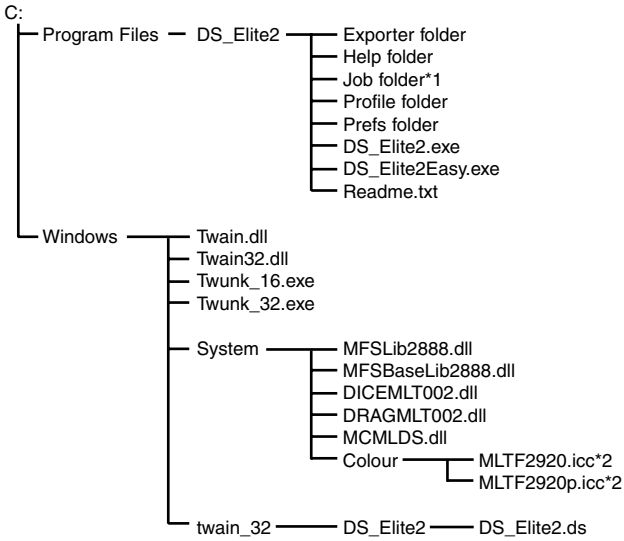 C:
Program Files DS_Elite2 Exporter folder
Help folder
Job folder*1
Profile folder
Prefs folder
DS_Elite2.exe
DS_Elite2Easy.exe
Readme.txt
Windows Twain.dll
Twain32.dll
Twunk_16.exe
Twunk_32.exe
System MFSLib2888.dll
MFSBaseLib2888.dll
DICEMLT002.dll
DRAGMLT002.dll
MCMLDS.dll
Colour MLTF2920.icc*2
MLTF2920p.icc*2
twain_32 DS_Elite2 DS_Elite2.ds